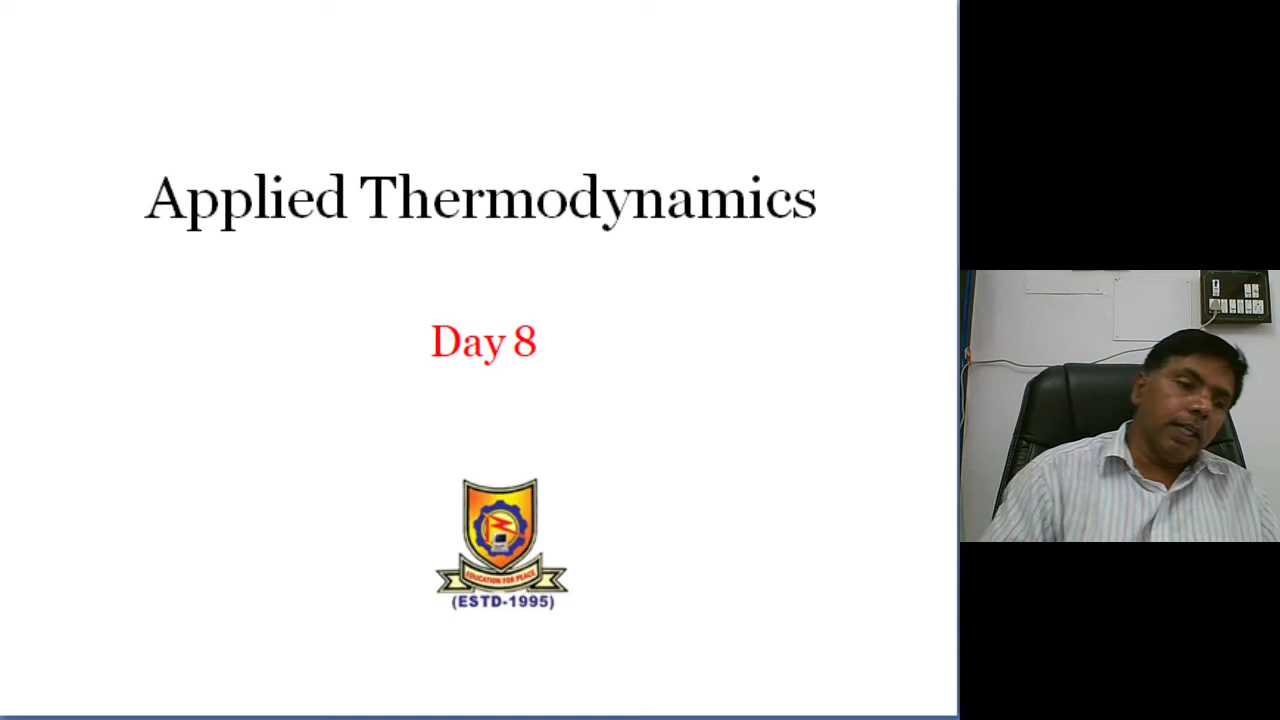 Applied Thermodynamics
Day 8
EDUCATION FOR PEACE
(ESTD-1995)